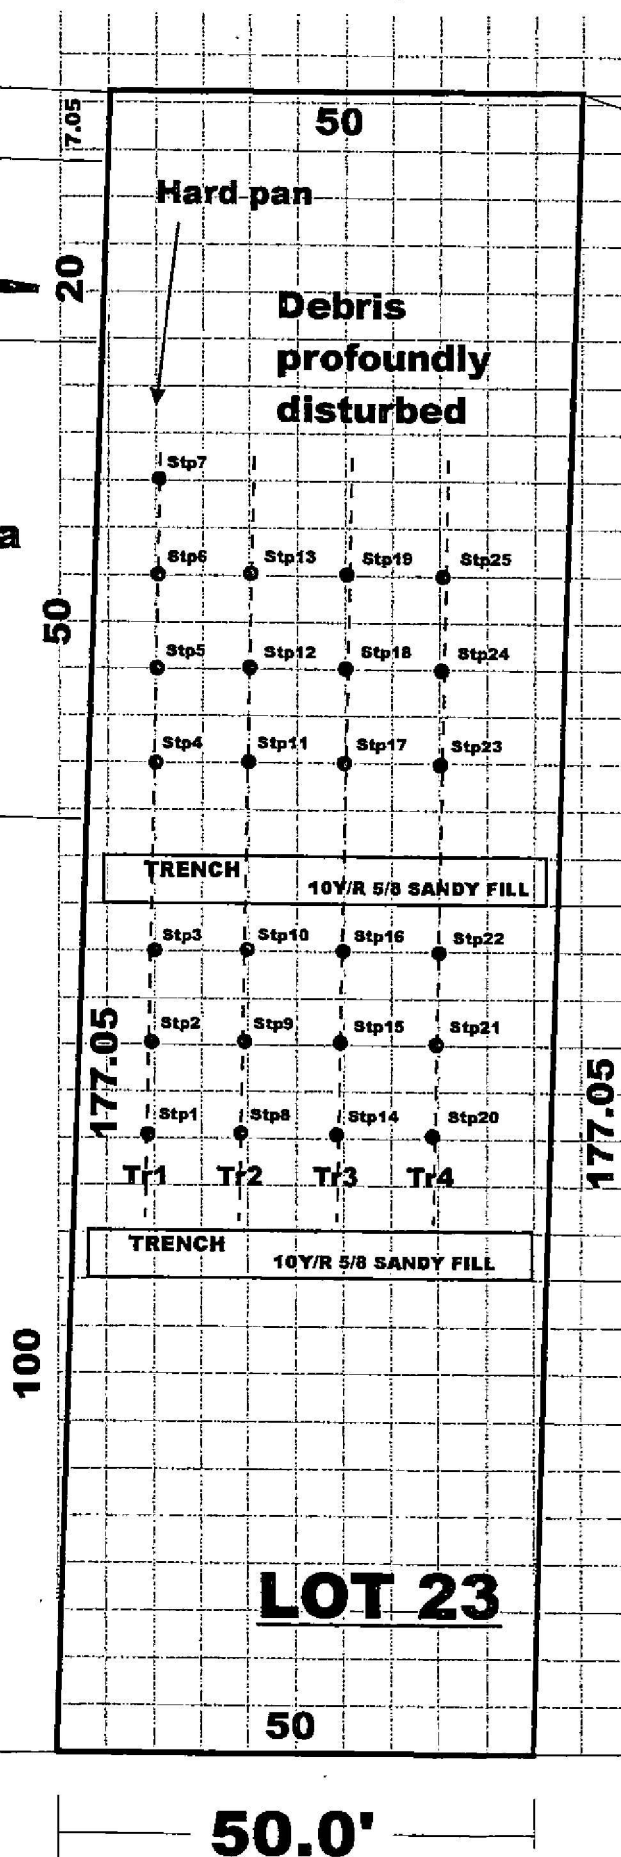 7.05
50
Hard pan
20
Debris
profoundly
disturbed
Stp7
a
Stp6 Stp13 Stp19 Stp25
50
Stp5 Stp12 Stp18 Stp24
Stp4 Stp11 Stp17 Stp23
TRENCH
10Y/R 5/8 SANDY FILL
Stp3 Stp10 Stp16 Stp22
177.05
Stp2 Stp9 Stp15 Stp21
177.05
Stp1 Stp8 Stp14 Stp20
Tr1 Tr2 Tr3 Tr4
TRENCH
10Y/R 5/8 SANDY FILL
100
LOT 23
50
50.0'